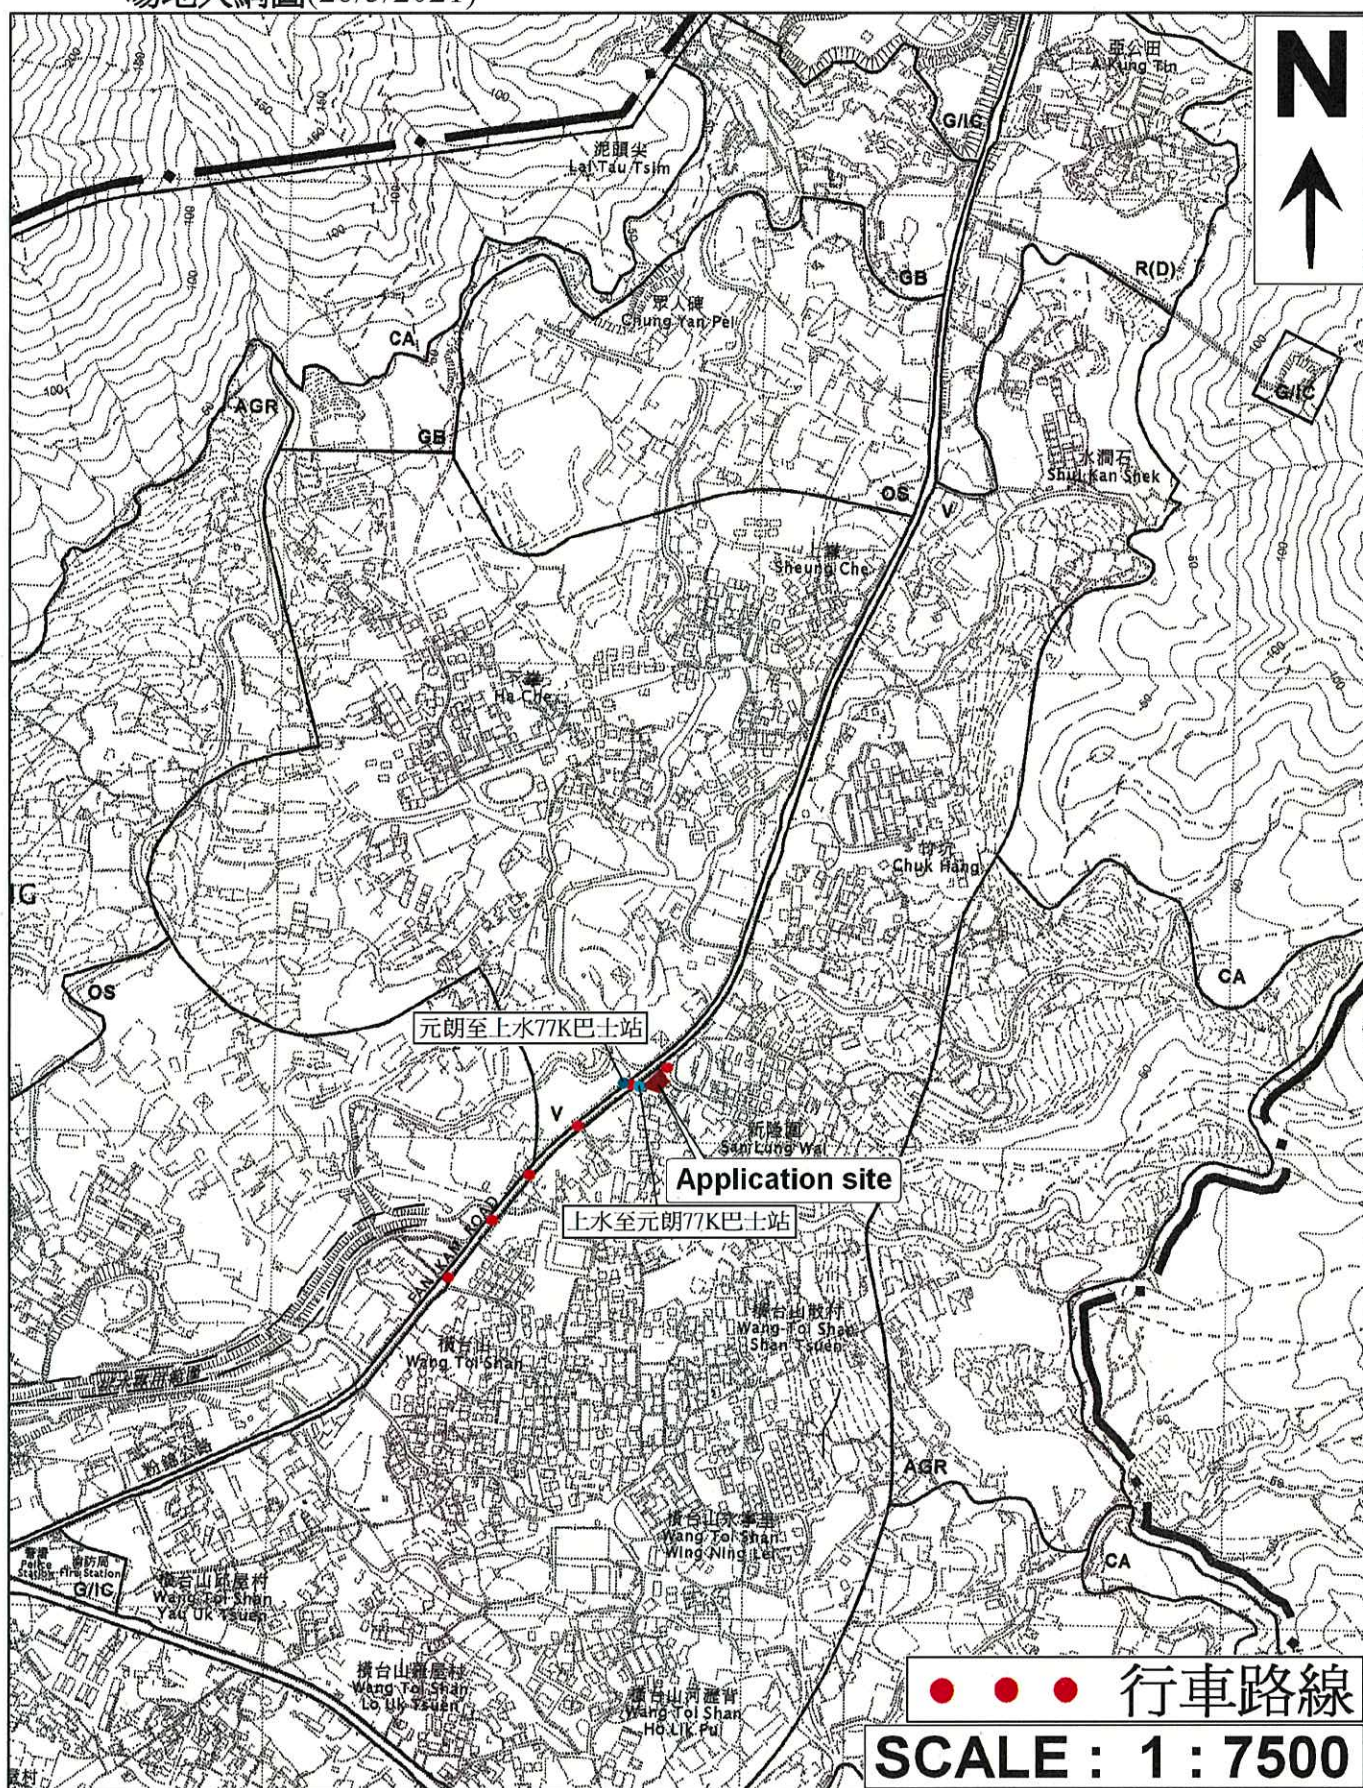 (20/5/2021)
N
亞公田
A Kung Tin
G/IC
泥頭尖
Lai Tau Tsim
R(D)
GB
眾人碑
Chung Yan Pei
CA
G/IC
AGR
GB
水澗石
Shui Kan Shek
OS
V
上輋
Sheung Che
下輋
Ha Che
竹坑
Chuk Hang
CA
OS
元朗至上水77K巴士站
V
新隆圍
San Lung Wai
Application site
上水至元朗77K巴士站
FAN KAM ROAD
橫台山散村
Wang Toi Shan
Shan Tsuen
橫台山
Wang Toi Shan
粉錦公路
AGR
橫台山永寧里
Wang Toi Shan
Wing Ning Lei
CA
警署
Police
Station
消防局
Fire Station
G/IC
橫台山邱屋村
Wang Toi Shan
Yau Uk Tsuen
橫台山羅屋村
Wang Toi Shan
Lo Uk Tsuen
橫台山河瀝背
Wang Toi Shan
Ho Lik Pui
行車路線
SCALE : 1 : 7500